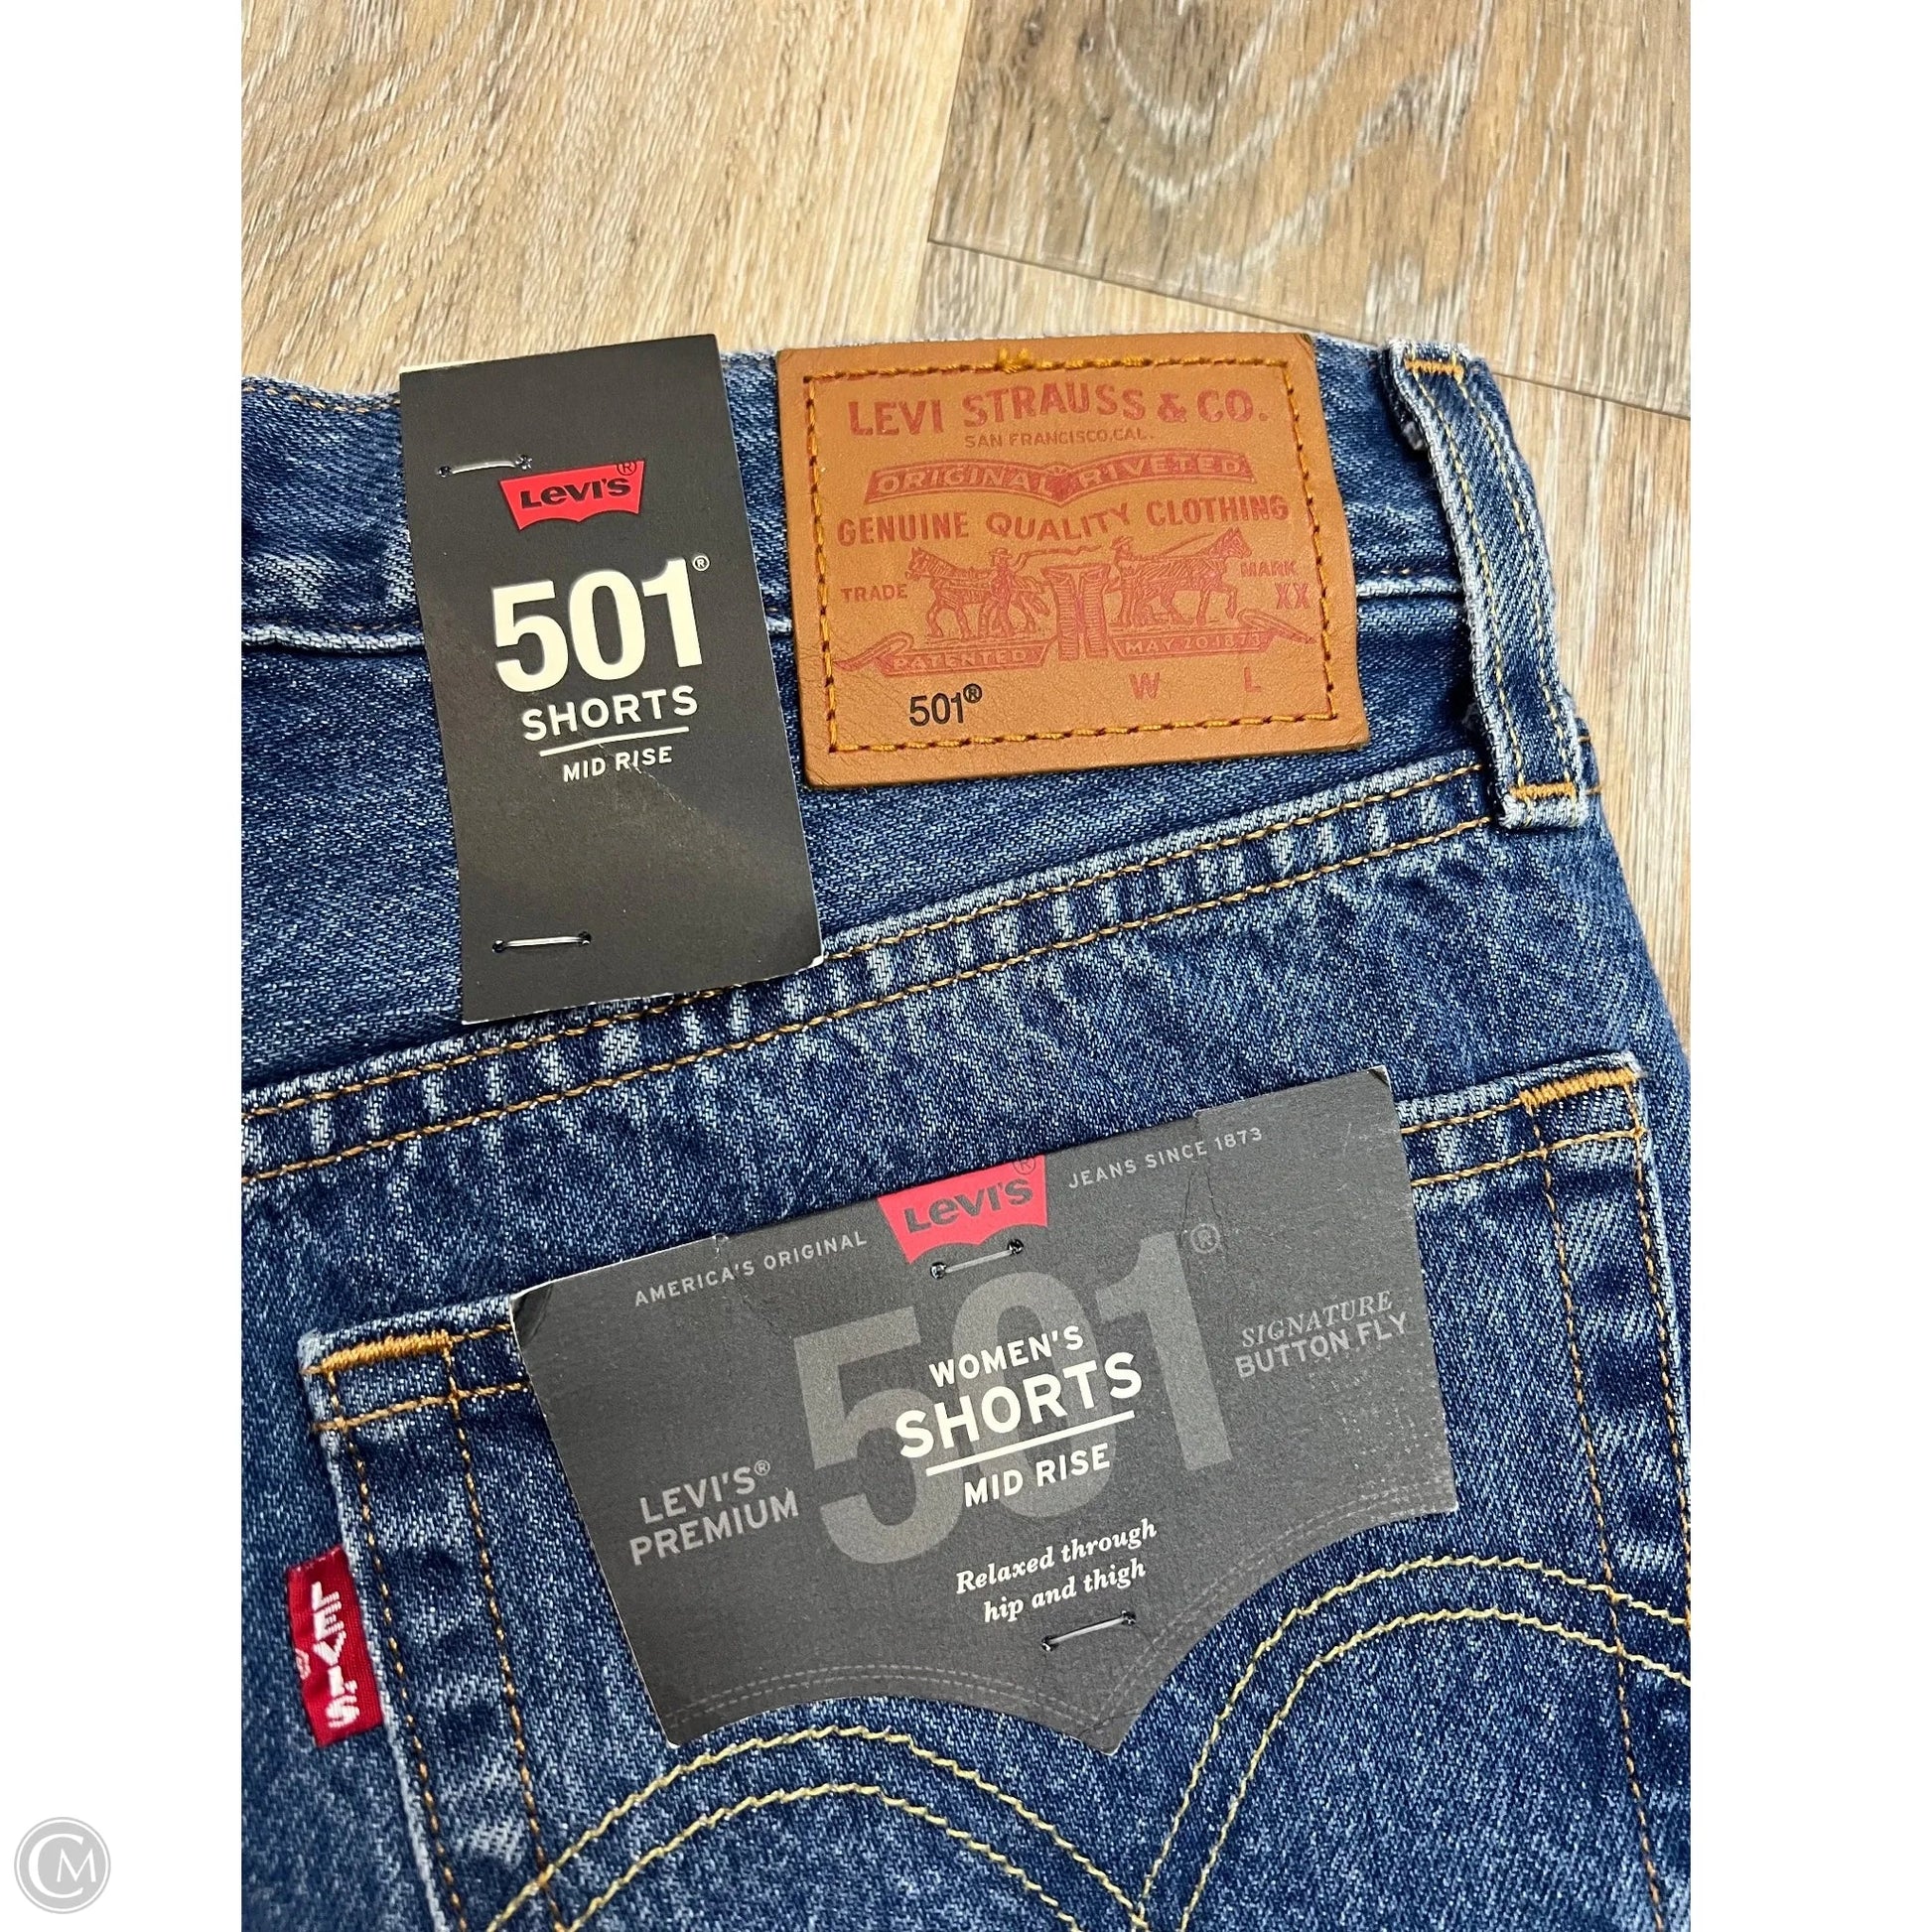 LEVI'S®
501®
SHORTS
MID RISE
LEVI STRAUSS & CO.
SAN FRANCISCO, CAL.
ORIGINAL RIVETED
GENUINE QUALITY CLOTHING
TRADE MARK
XX
PATENTED MAY 20 1873
W L
501®
AMERICA'S ORIGINAL LEVI'S® JEANS SINCE 1873
501®
WOMEN'S
SHORTS
MID RISE
SIGNATURE
BUTTON FLY
LEVI'S®
PREMIUM
Relaxed through
hip and thigh
LEVI'S
®
CM